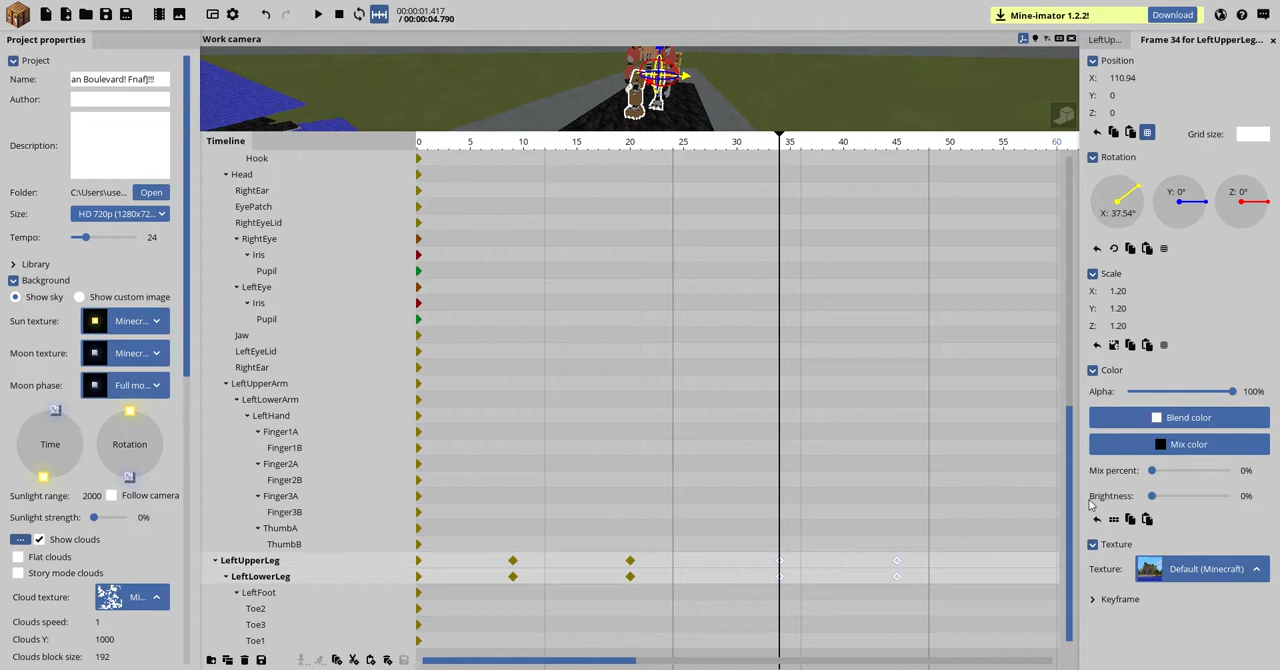 00:00:01.417
/ 00:00:04.790
Mine-imator 1.2.2!
Download
Project properties
Work camera
LeftUp...
Frame 34 for LeftUpperLeg...
Project
Name:
an Boulevard! Fnaf]!!!
Author:
Description:
Folder:
C:\Users\use...
Open
Size:
HD 720p (1280x72...
Tempo:
24
Library
Background
Show sky
Show custom image
Sun texture:
Minecr...
Moon texture:
Minecr...
Moon phase:
Full mo...
Time
Rotation
Sunlight range:
2000
Follow camera
Sunlight strength:
0%
...
Show clouds
Flat clouds
Story mode clouds
Cloud texture:
Mi...
Clouds speed:
1
Clouds Y:
1000
Clouds block size:
192
Timeline
0
5
10
15
20
25
30
35
40
45
50
55
60
Hook
Head
RightEar
EyePatch
RightEyeLid
RightEye
Iris
Pupil
LeftEye
Iris
Pupil
Jaw
LeftEyeLid
RightEar
LeftUpperArm
LeftLowerArm
LeftHand
Finger1A
Finger1B
Finger2A
Finger2B
Finger3A
Finger3B
ThumbA
ThumbB
LeftUpperLeg
LeftLowerLeg
LeftFoot
Toe2
Toe3
Toe1
Position
X:
110.94
Y:
0
Z:
0
Grid size:
Rotation
X: 37.54°
Y: 0°
Z: 0°
Scale
X:
1.20
Y:
1.20
Z:
1.20
Color
Alpha:
100%
Blend color
Mix color
Mix percent:
0%
Brightness:
0%
Texture
Texture:
Default (Minecraft)
Keyframe